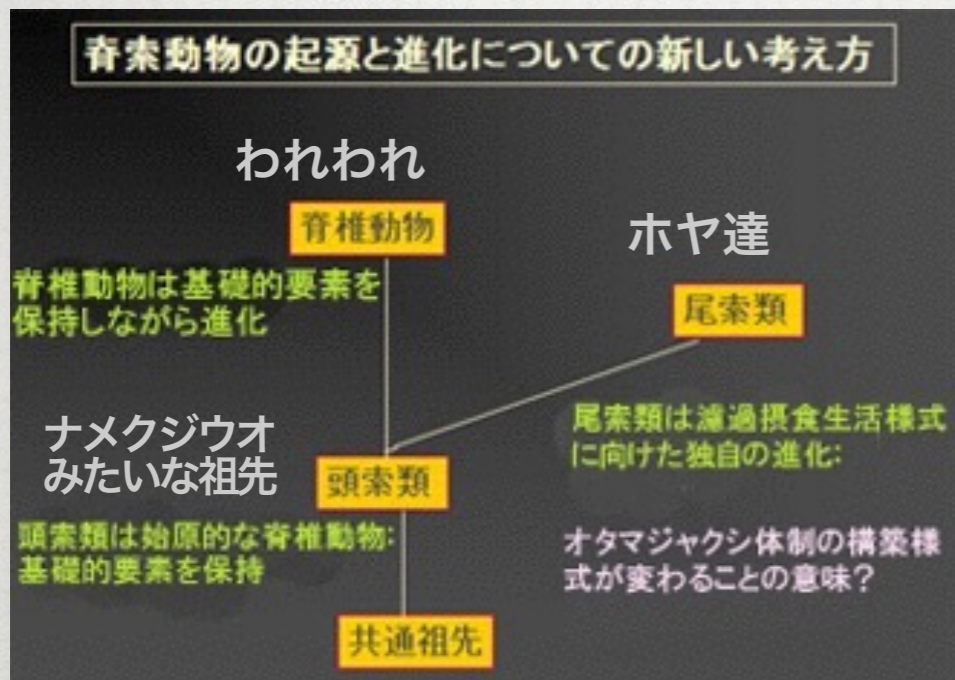 脊索動物の起源と進化についての新しい考え方
われわれ
脊椎動物
ホヤ達
脊椎動物は基礎的要素を
保持しながら進化
尾索類
ナメクジウオ
みたいな祖先
頭索類
尾索類は濾過摂食生活様式
に向けた独自の進化:
頭索類は始原的な脊椎動物:
基礎的要素を保持
オタマジャクシ体制の構築様
式が変わることの意味?
共通祖先